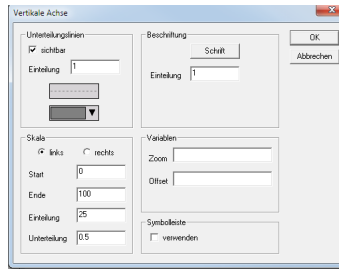 Vertikale Achse
Unterteilungslinien
sichtbar
Einteilung 1
Beschriftung
Schrift
Einteilung 1
OK
Abbrechen
Skala
links rechts
Start 0
Ende 100
Einteilung 25
Unterteilung 0.5
Variablen
Zoom
Offset
Symbolleiste
verwenden